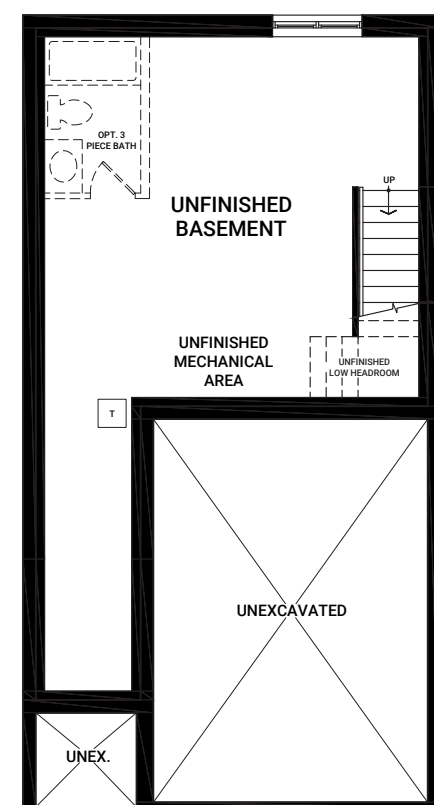 OPT. 3
PIECE BATH
UP
UNFINISHED
BASEMENT
UNFINISHED
MECHANICAL
AREA
UNFINISHED
LOW HEADROOM
T
UNEXCAVATED
UNEX.